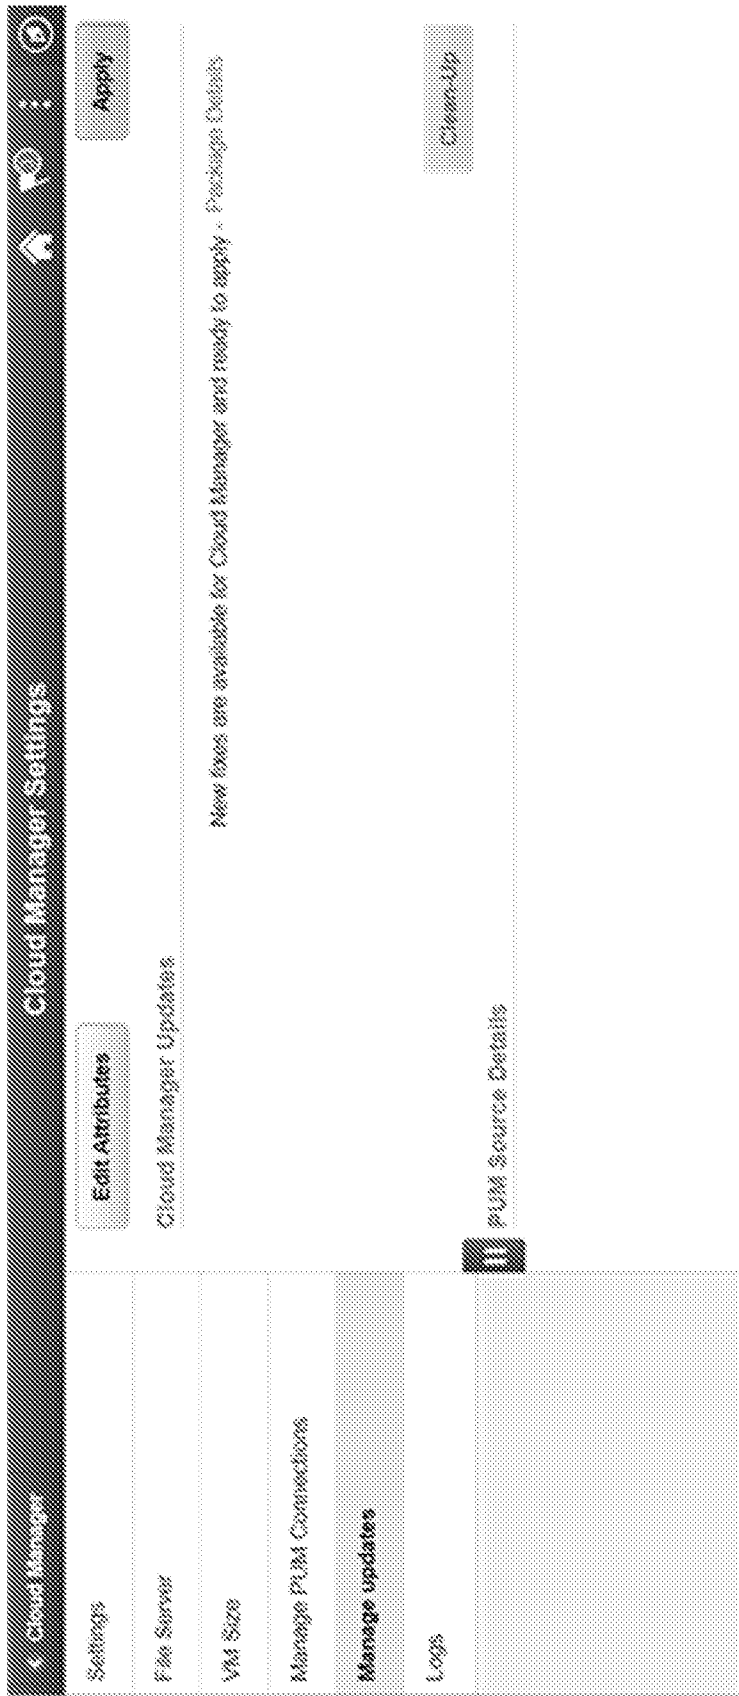 Cloud Manager
Cloud Manager Settings
Settings
File Server
VM Size
Manage PUM Connections
Manage updates
Logs
Edit Attributes
Apply
Cloud Manager Updates
New fixes are available for Cloud Manager and ready to apply - Package Details
Clean-Up
PUM Source Details